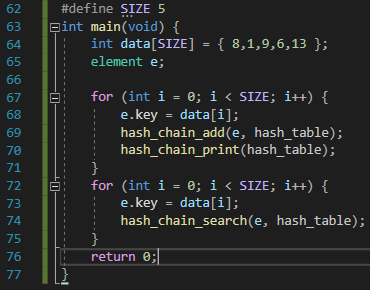 62 #define SIZE 5
63 int main(void) {
64 int data[SIZE] = { 8,1,9,6,13 };
65 element e;
66
67 for (int i = 0; i < SIZE; i++) {
68 e.key = data[i];
69 hash_chain_add(e, hash_table);
70 hash_chain_print(hash_table);
71 }
72 for (int i = 0; i < SIZE; i++) {
73 e.key = data[i];
74 hash_chain_search(e, hash_table);
75 }
76 return 0;
77 }